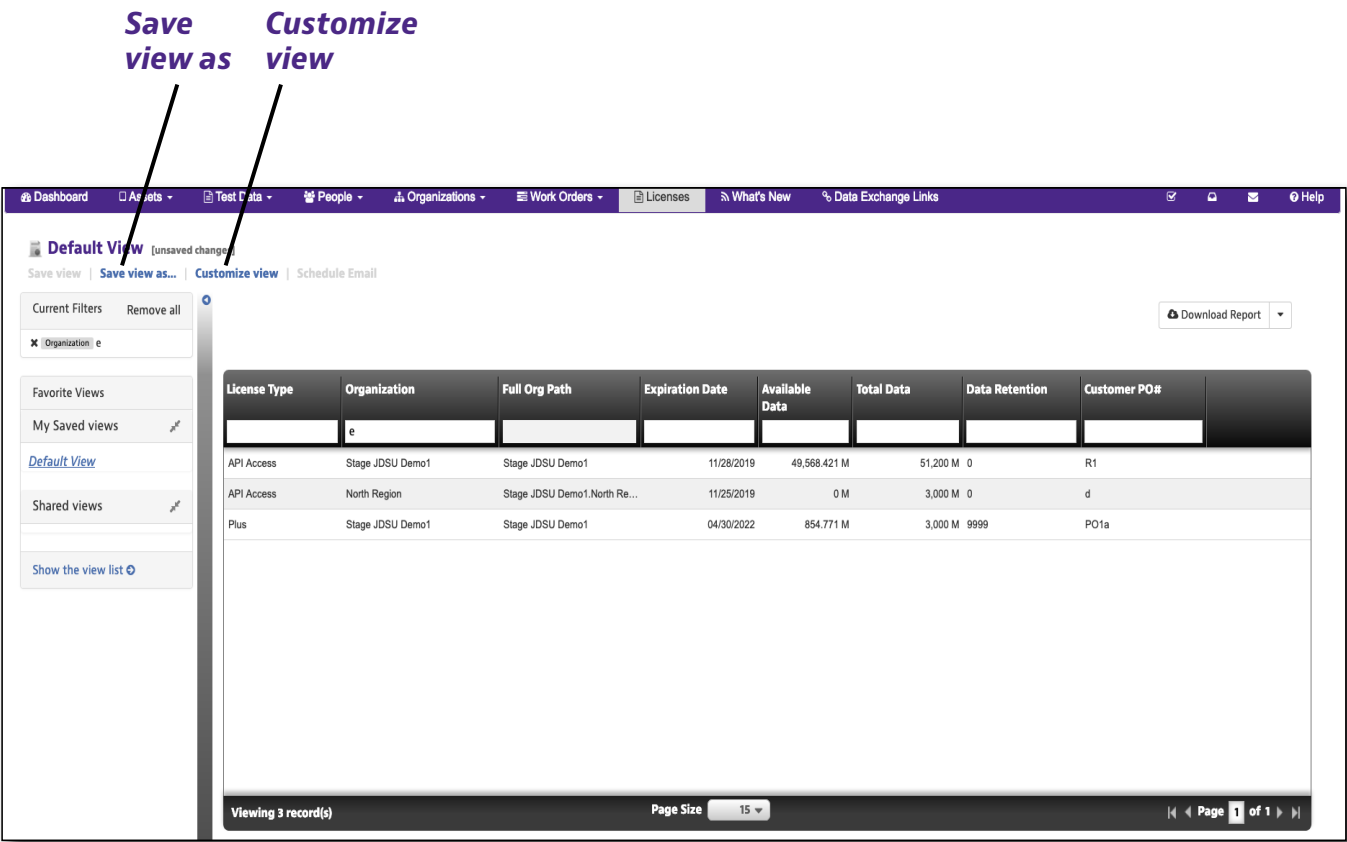 Save Customize
view as view
Dashboard Assets Test Data People Organizations Work Orders Licenses What's New Data Exchange Links Help
Default View [unsaved changes]
Save view | Save view as... | Customize view | Schedule Email
Current Filters Remove all
Download Report
Organization e
Favorite Views
My Saved views
Default View
Shared views
Show the view list
License Type Organization Full Org Path Expiration Date Available Data Total Data Data Retention Customer PO#
e
API Access Stage JDSU Demo1 Stage JDSU Demo1 11/28/2019 49,568.421 M 51,200 M 0 R1
API Access North Region Stage JDSU Demo1.North Re... 11/25/2019 0 M 3,000 M 0 d
Plus Stage JDSU Demo1 Stage JDSU Demo1 04/30/2022 854.771 M 3,000 M 9999 PO1a
Viewing 3 record(s) Page Size 15 Page 1 of 1